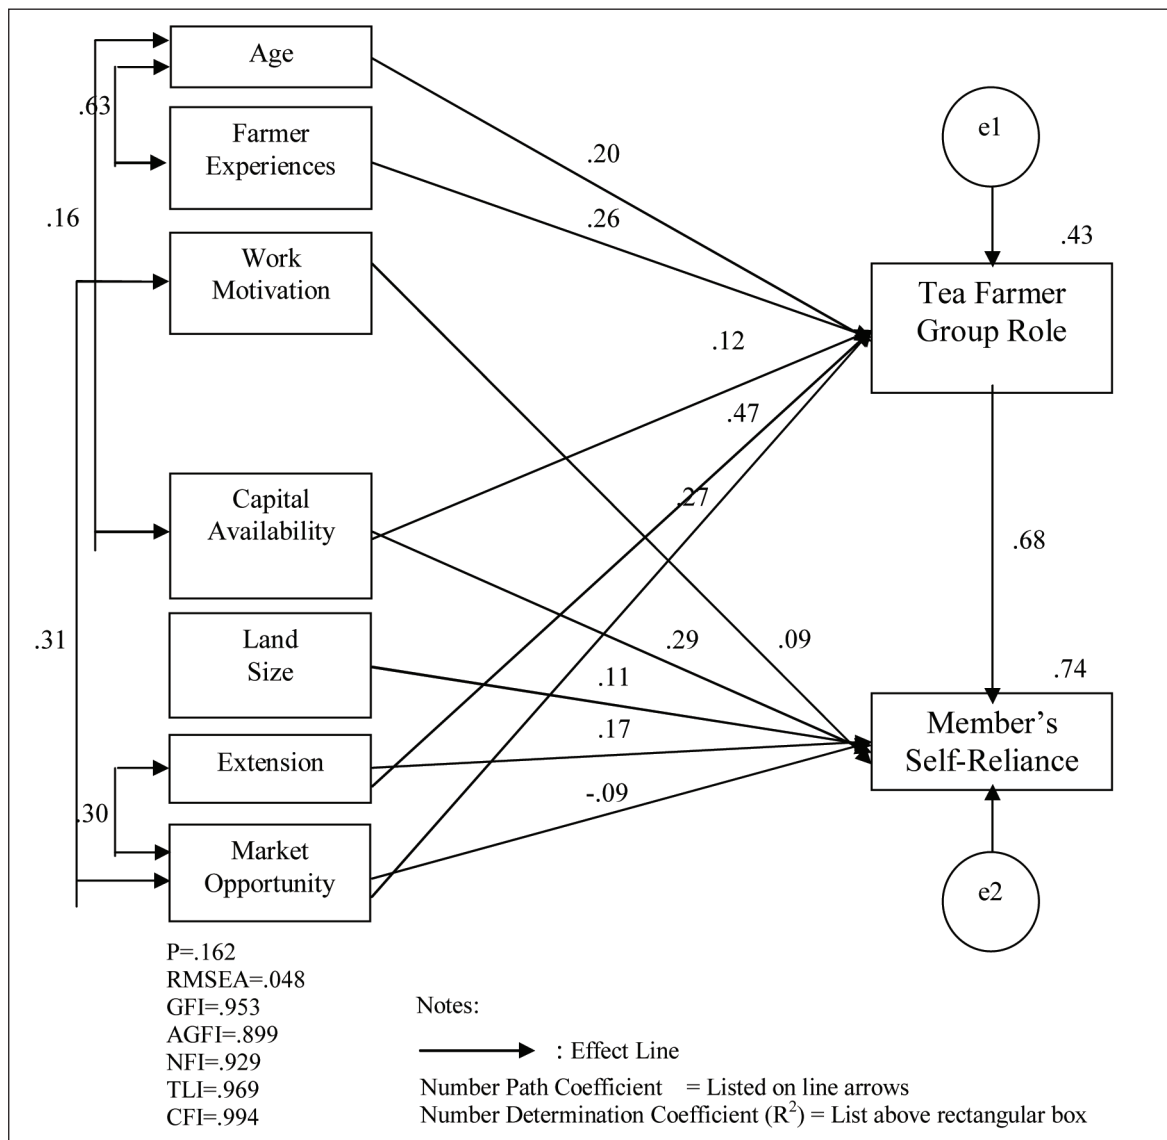 Age
.63
Farmer
Experiences
.16
Work
Motivation
Capital
Availability
.31
Land
Size
Extension
.30
Market
Opportunity
.20
.26
.12
.47
.27
.29
.09
.11
.17
-.09
e1
.43
Tea Farmer
Group Role
.68
.74
Member’s
Self-Reliance
e2
P=.162
RMSEA=.048
GFI=.953
AGFI=.899
NFI=.929
TLI=.969
CFI=.994
Notes:
: Effect Line
Number Path Coefficient = Listed on line arrows
Number Determination Coefficient (R²) = List above rectangular box